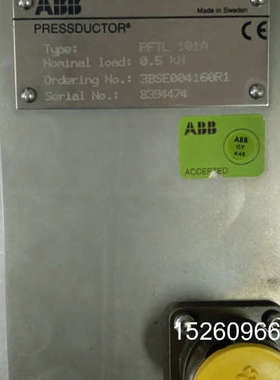 ABB
Made in Sweden
PRESSDUCTOR®
CE
Type: PFTL 101A
Nominal load: 0.5 kN
Ordering No.: 3BSE004160R1
Serial No.: 8394474
ABB
ABB
ACCEPTED
15260966